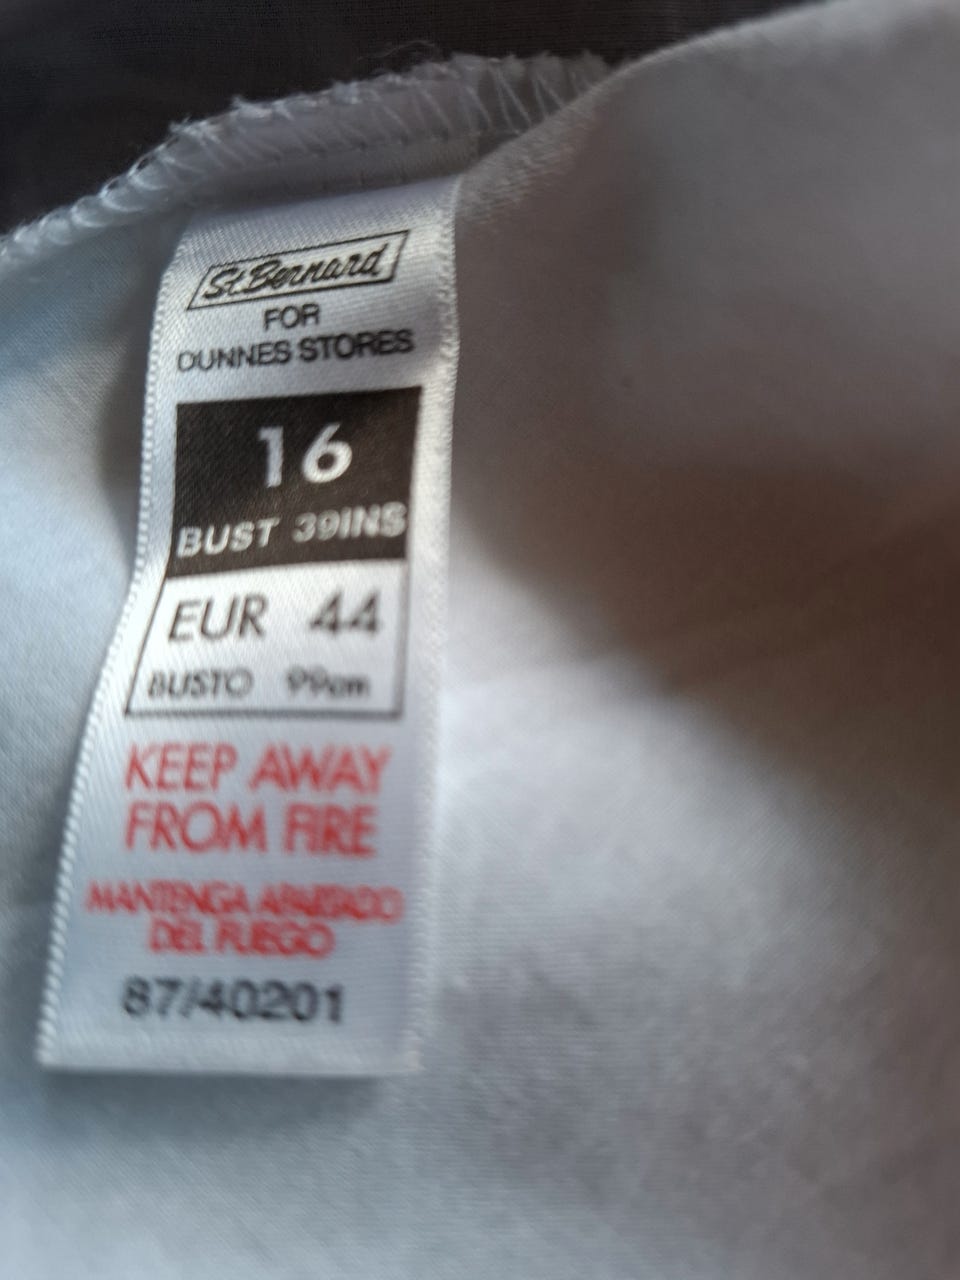 St.Bernard
FOR
DUNNES STORES
16
BUST 39INS
EUR 44
BUSTO 99cm
KEEP AWAY
FROM FIRE
MANTENGA APARTADO
DEL FUEGO
87/40201